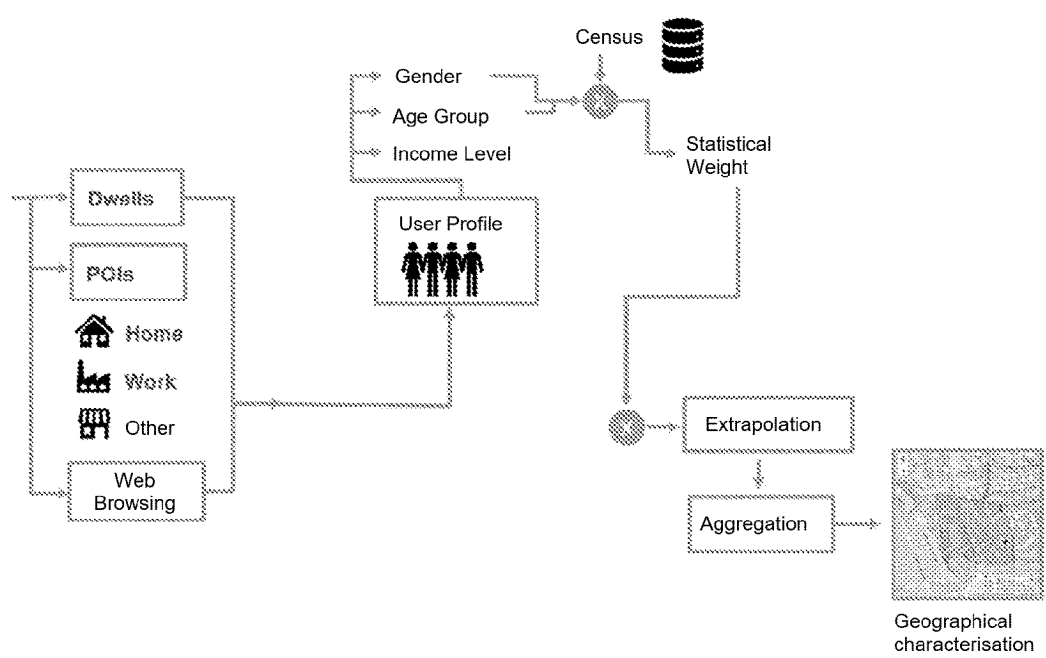 Census
Gender
Age Group
Income Level
Statistical
Weight
Dwells
User Profile
POIs
Home
Work
Other
Web
Browsing
Extrapolation
Aggregation
Geographical
characterisation